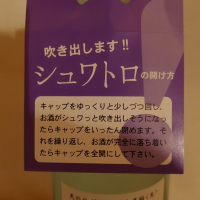 吹き出します!!
シュワトロの開け方
キャップをゆっくりと少しづつ回し、
お酒がシュワっと吹き出しそうになっ
たらキャップをいったん閉めます。そ
れを繰り返し、お酒が完全に落ち着い
たらキャップを全開にして下さい。